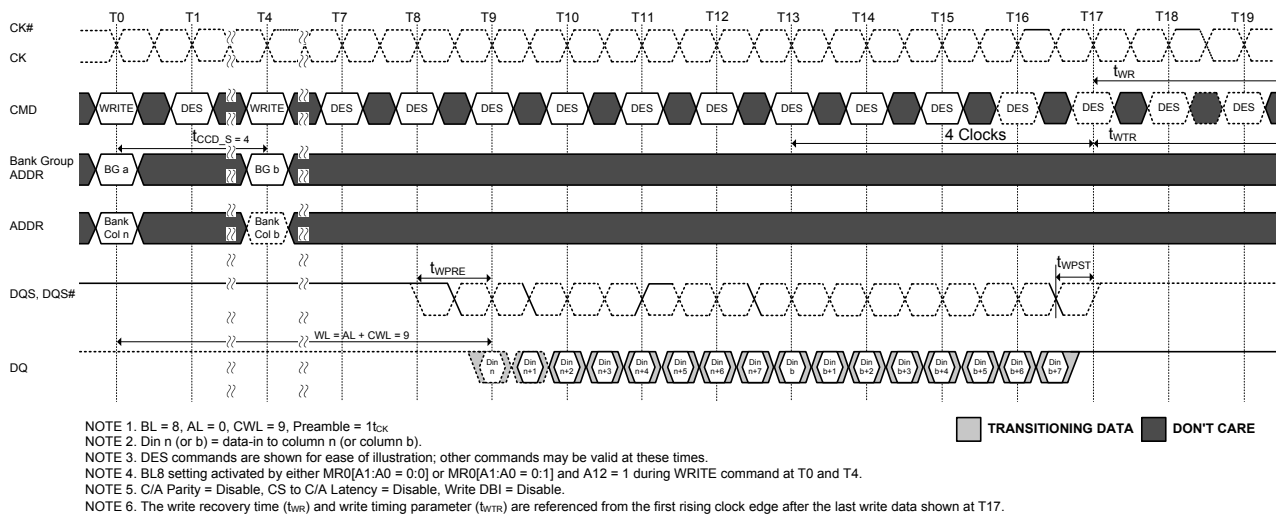 T0 T1 T4 T7 T8 T9 T10 T11 T12 T13 T14 T15 T16 T17 T18 T19
CK#
CK
tWR
CMD WRITE DES WRITE DES DES DES DES DES DES DES DES DES DES DES DES DES
tCCD_S = 4
4 Clocks
tWTR
Bank Group
ADDR
BG a BG b
ADDR
Bank
Col n
Bank
Col b
tWPRE
tWPST
DQS, DQS#
WL = AL + CWL = 9
DQ
Din n Din n+1 Din n+2 Din n+3 Din n+4 Din n+5 Din n+6 Din n+7 Din b Din b+1 Din b+2 Din b+3 Din b+4 Din b+5 Din b+6 Din b+7
NOTE 1. BL = 8, AL = 0, CWL = 9, Preamble = 1tCK
NOTE 2. Din n (or b) = data-in to column n (or column b).
NOTE 3. DES commands are shown for ease of illustration; other commands may be valid at these times.
NOTE 4. BL8 setting activated by either MR0[A1:A0 = 0:0] or MR0[A1:A0 = 0:1] and A12 = 1 during WRITE command at T0 and T4.
NOTE 5. C/A Parity = Disable, CS to C/A Latency = Disable, Write DBI = Disable.
NOTE 6. The write recovery time (tWR) and write timing parameter (tWTR) are referenced from the first rising clock edge after the last write data shown at T17.
TRANSITIONING DATA
DON'T CARE